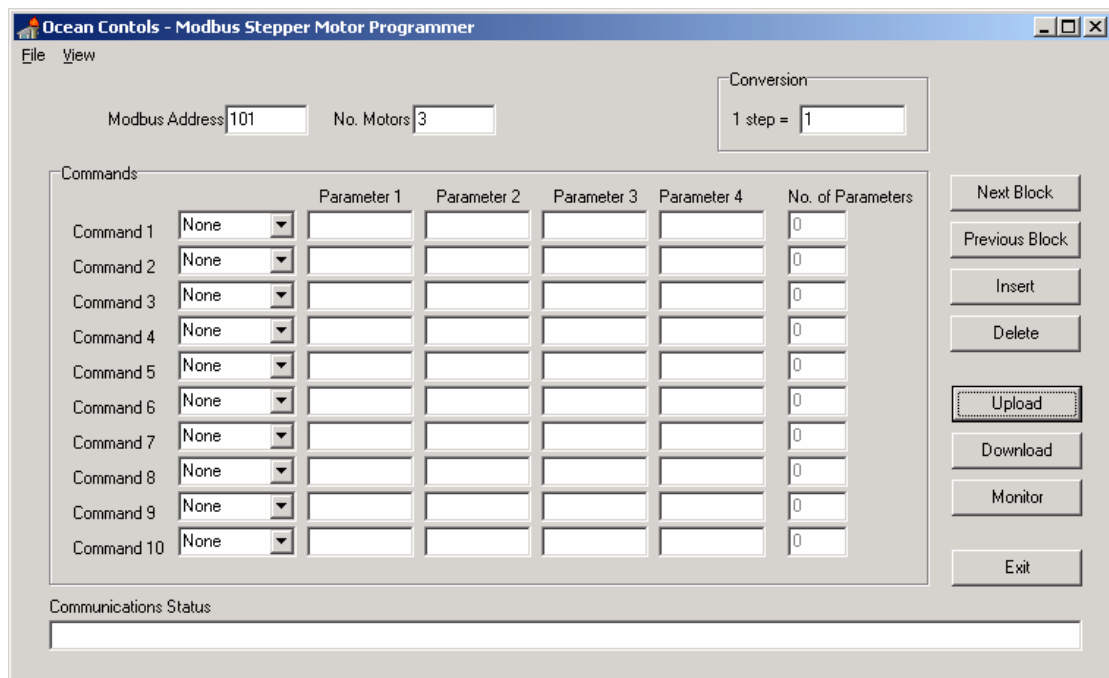 Ocean Contols - Modbus Stepper Motor Programmer
File View
Conversion
Modbus Address 101 No. Motors 3 1 step = 1
Commands
Parameter 1 Parameter 2 Parameter 3 Parameter 4 No. of Parameters
Command 1 None 0
Command 2 None 0
Command 3 None 0
Command 4 None 0
Command 5 None 0
Command 6 None 0
Command 7 None 0
Command 8 None 0
Command 9 None 0
Command 10 None 0
Next Block
Previous Block
Insert
Delete
Upload
Download
Monitor
Exit
Communications Status